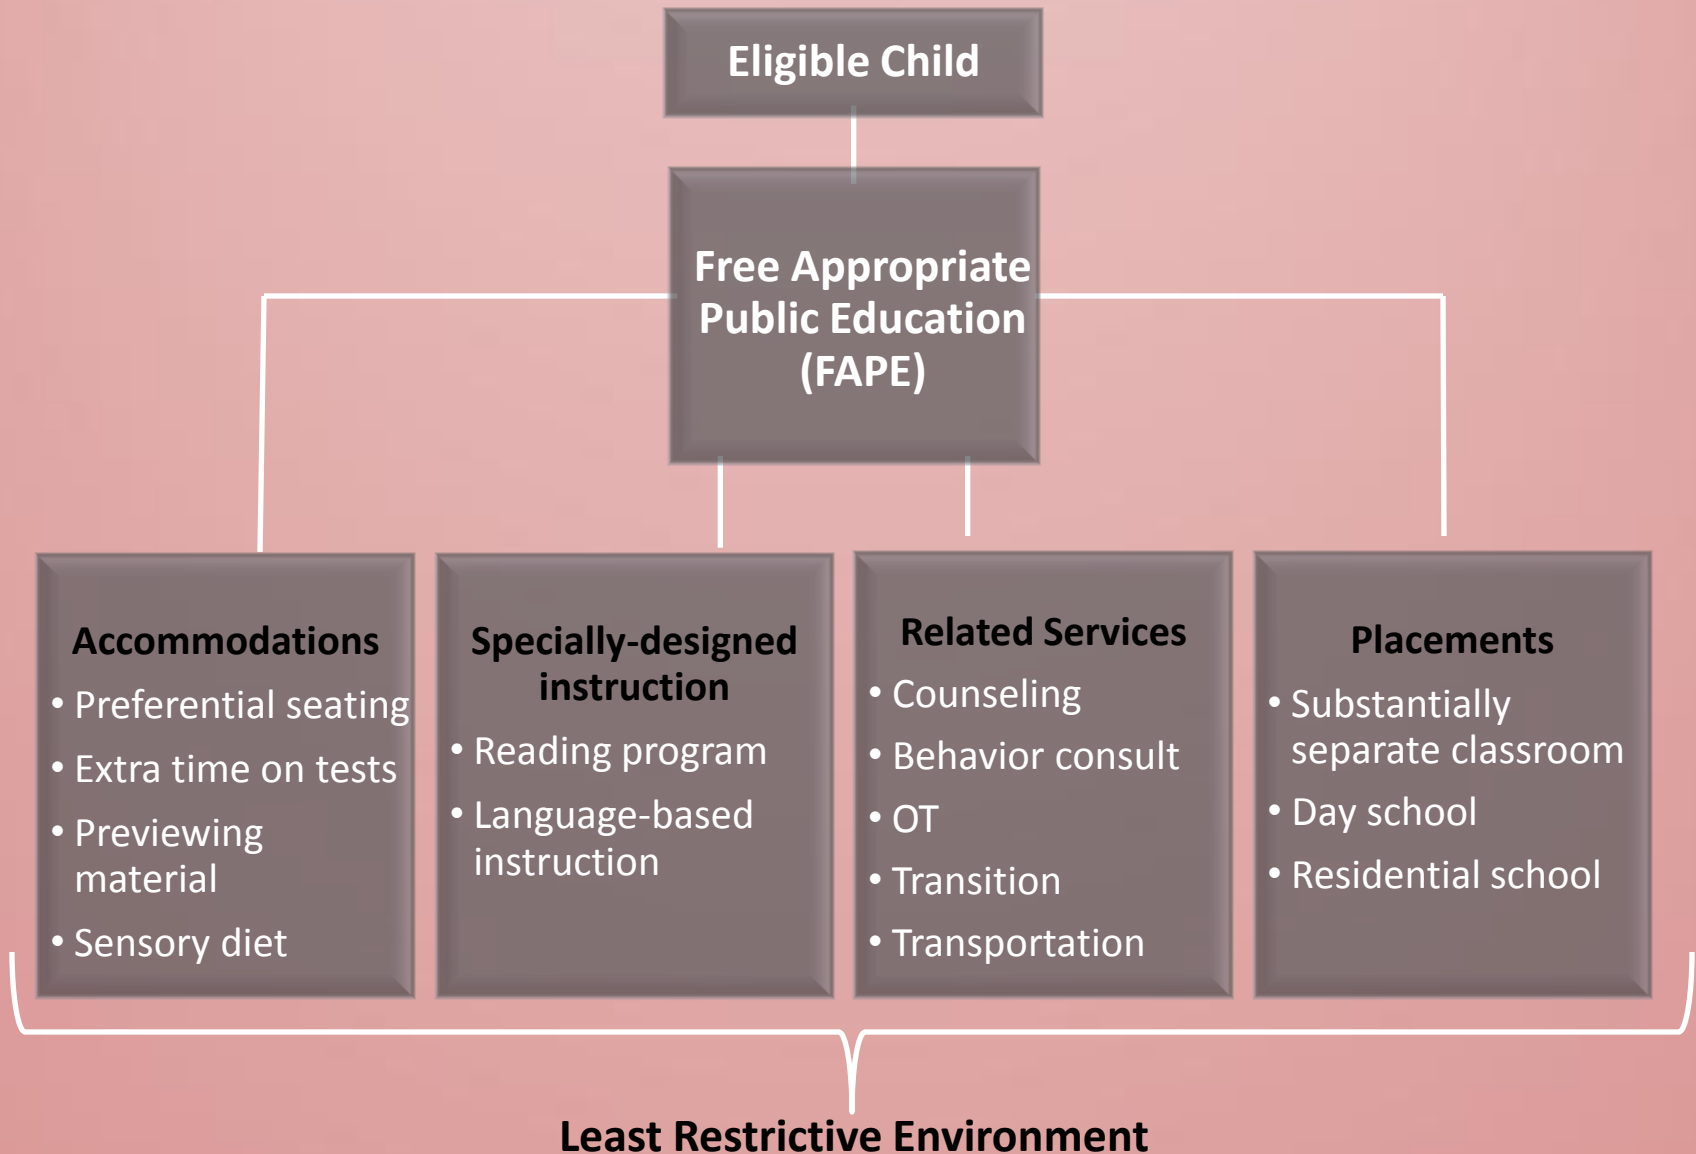 Eligible Child
Free Appropriate
Public Education
(FAPE)
Accommodations
• Preferential seating
• Extra time on tests
• Previewing
material
• Sensory diet
Specially-designed
instruction
• Reading program
• Language-based
instruction
Related Services
• Counseling
• Behavior consult
• OT
• Transition
• Transportation
Placements
• Substantially
separate classroom
• Day school
• Residential school
Least Restrictive Environment